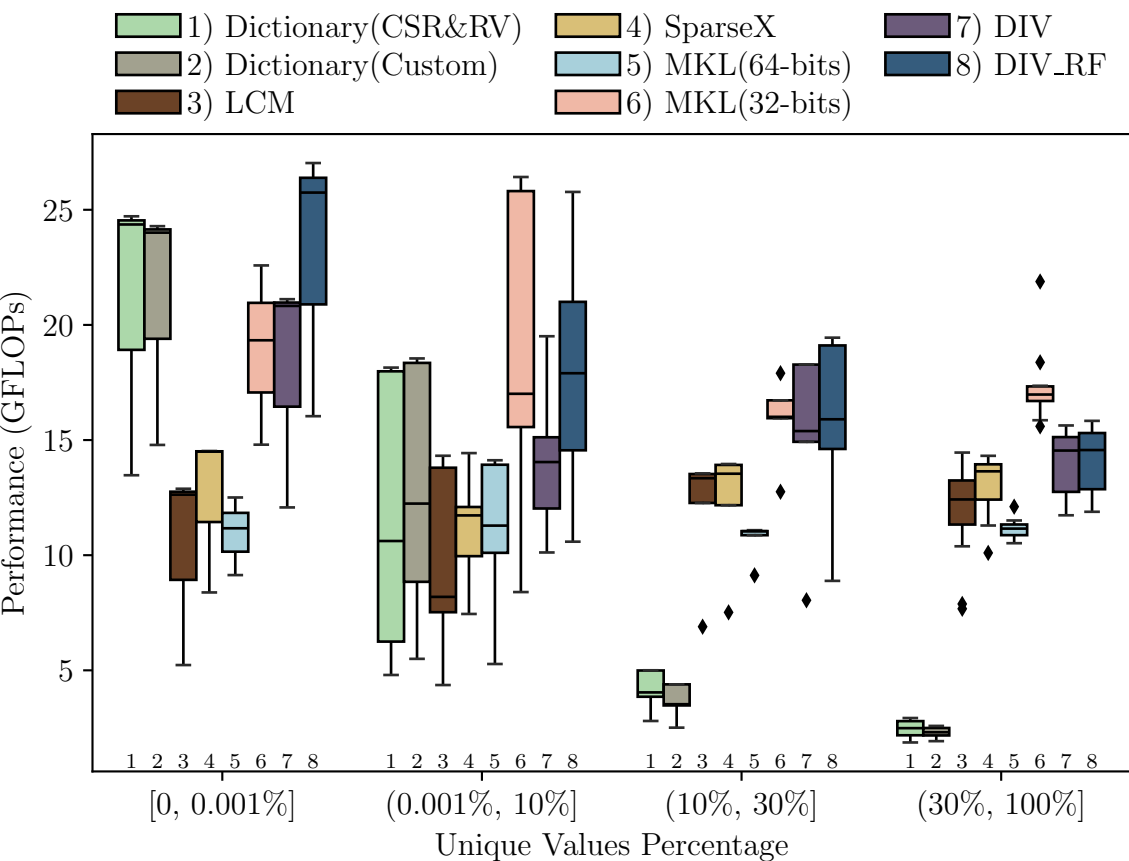 1) Dictionary(CSR&RV)
2) Dictionary(Custom)
3) LCM
4) SparseX
5) MKL(64-bits)
6) MKL(32-bits)
7) DIV
8) DIV_RF
Performance (GFLOPs)
25
20
15
10
5
1 2 3 4 5 6 7 8 1 2 3 4 5 6 7 8 1 2 3 4 5 6 7 8 1 2 3 4 5 6 7 8
[0, 0.001%] (0.001%, 10%] (10%, 30%] (30%, 100%]
Unique Values Percentage